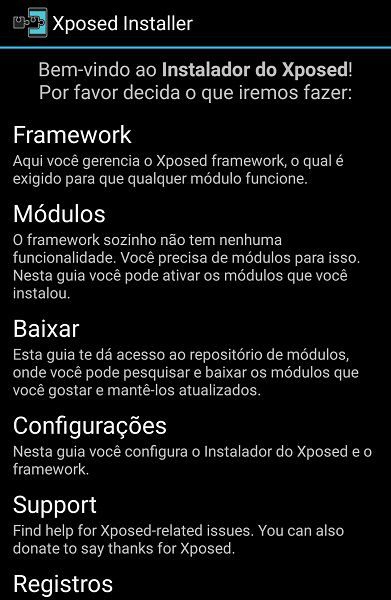 Xposed Installer
Bem-vindo ao Instalador do Xposed!
Por favor decida o que iremos fazer:
Framework
Aqui você gerencia o Xposed framework, o qual é
exigido para que qualquer módulo funcione.
Módulos
O framework sozinho não tem nenhuma
funcionalidade. Você precisa de módulos para isso.
Nesta guia você pode ativar os módulos que você
instalou.
Baixar
Esta guia te dá acesso ao repositório de módulos,
onde você pode pesquisar e baixar os módulos que
você gostar e mantê-los atualizados.
Configurações
Nesta guia você configura o Instalador do Xposed e o
framework.
Support
Find help for Xposed-related issues. You can also
donate to say thanks for Xposed.
Registros